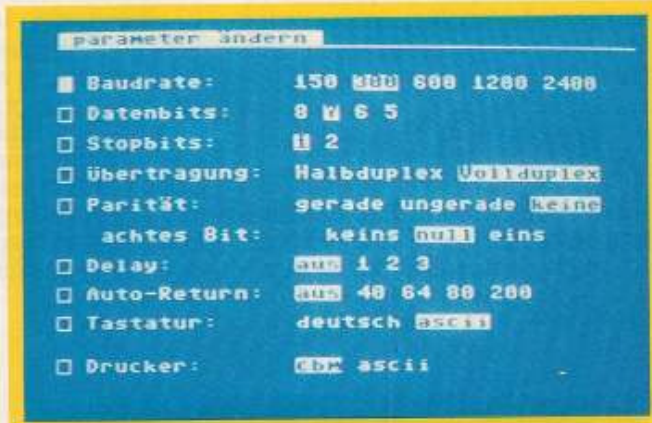 parameter ändern
Baudrate: 150 300 600 1200 2400
Datenbits: 8 7 6 5
Stopbits: 1 2
Übertragung: Halbduplex Vollduplex
Parität: gerade ungerade keine
achtes Bit: keins null eins
Delay: aus 1 2 3
Auto-Return: aus 40 64 80 200
Tastatur: deutsch ascii
Drucker: cbm ascii